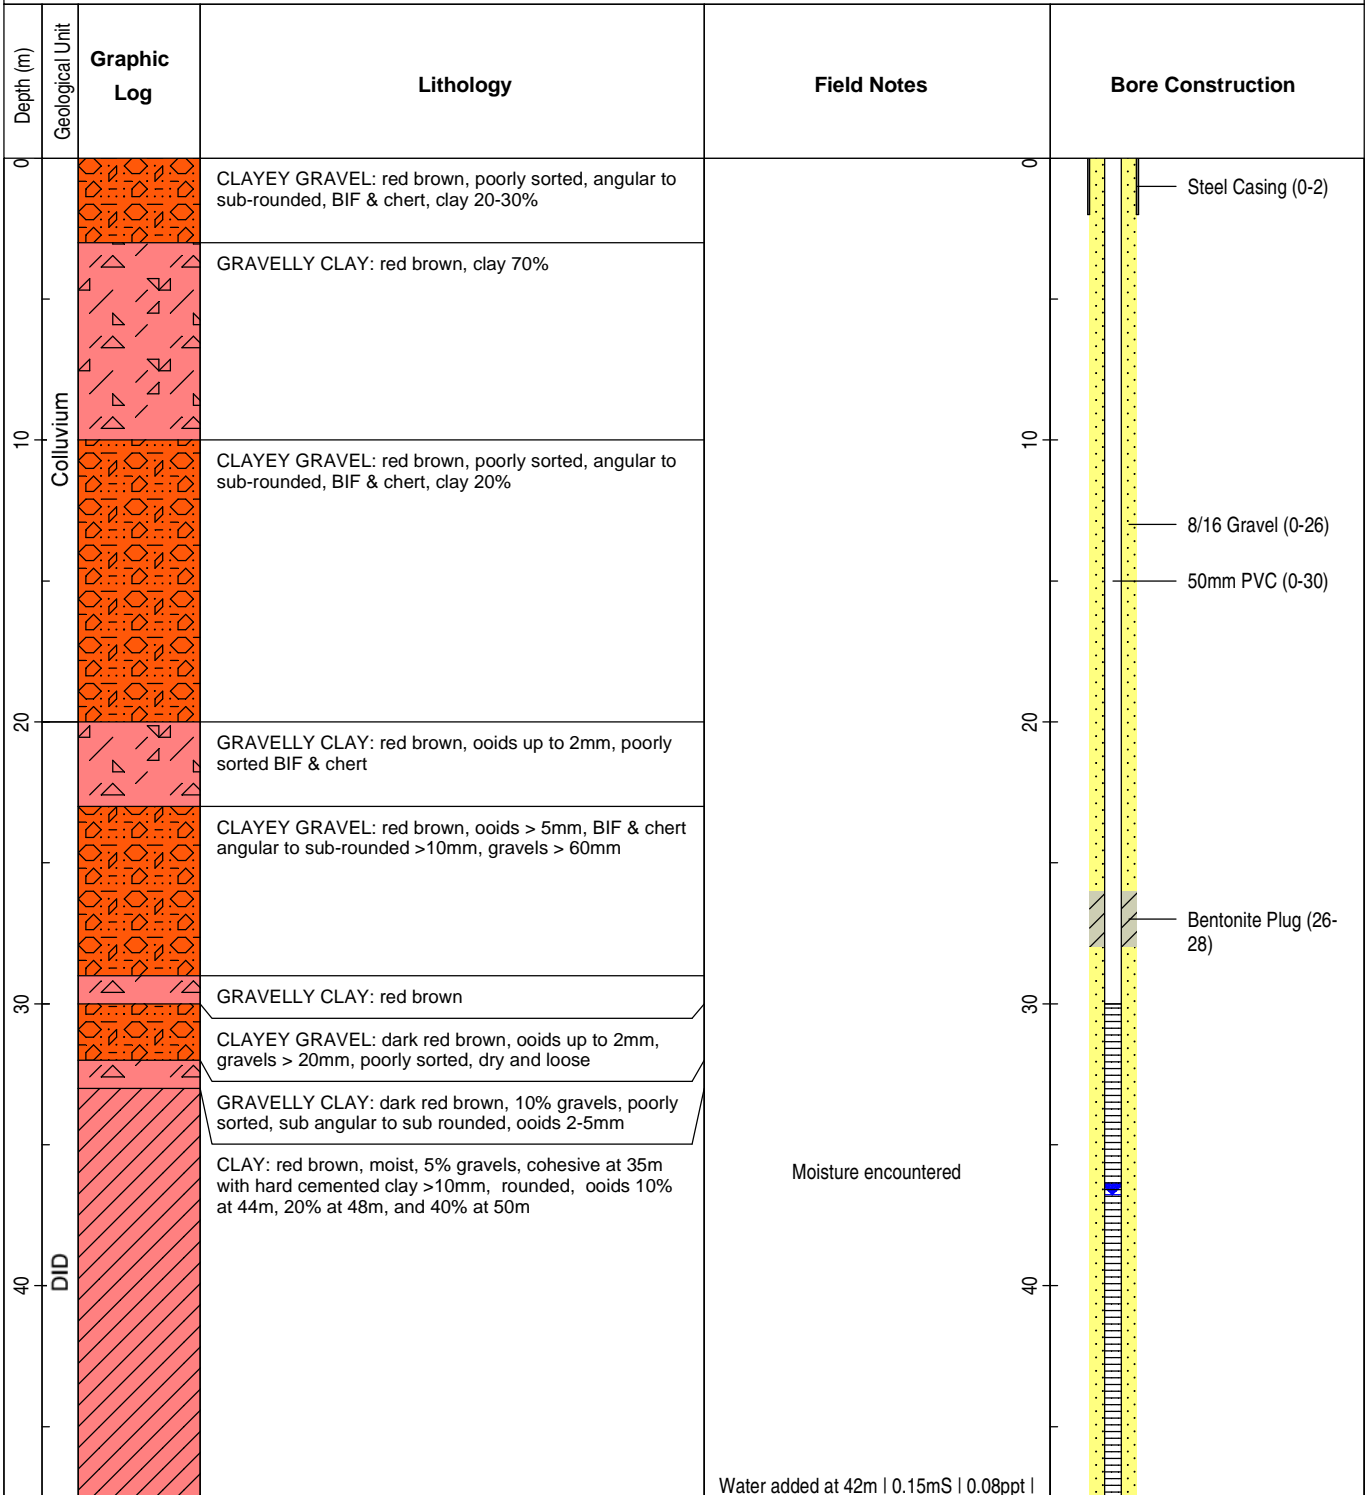 Depth (m)
Geological Unit
Graphic
Log
Lithology
Field Notes
Bore Construction
0
10
20
30
40
Colluvium
DID
CLAYEY GRAVEL: red brown, poorly sorted, angular to
sub-rounded, BIF & chert, clay 20-30%
GRAVELLY CLAY: red brown, clay 70%
CLAYEY GRAVEL: red brown, poorly sorted, angular to
sub-rounded, BIF & chert, clay 20%
GRAVELLY CLAY: red brown, ooids up to 2mm, poorly
sorted BIF & chert
CLAYEY GRAVEL: red brown, ooids > 5mm, BIF & chert
angular to sub-rounded >10mm, gravels > 60mm
GRAVELLY CLAY: red brown
CLAYEY GRAVEL: dark red brown, ooids up to 2mm,
gravels > 20mm, poorly sorted, dry and loose
GRAVELLY CLAY: dark red brown, 10% gravels, poorly
sorted, sub angular to sub rounded, ooids 2-5mm
CLAY: red brown, moist, 5% gravels, cohesive at 35m
with hard cemented clay >10mm, rounded, ooids 10%
at 44m, 20% at 48m, and 40% at 50m
Moisture encountered
Water added at 42m | 0.15mS | 0.08ppt |
0
10
20
30
40
Steel Casing (0-2)
8/16 Gravel (0-26)
50mm PVC (0-30)
Bentonite Plug (26-
28)